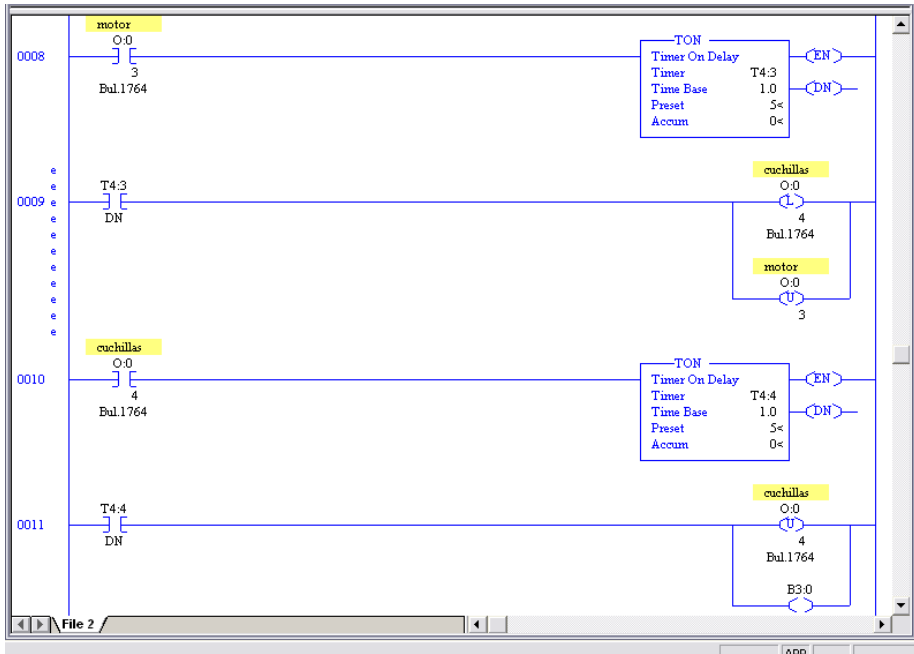 motor
O:0
0008
3
Bul.1764
TON
Timer On Delay
Timer T4:3
Time Base 1.0
Preset 5<
Accum 0<
EN
DN
e
e
0009 e
e
e
e
e
e
e
e
e
T4:3
DN
cuchillas
O:0
L
4
Bul.1764
motor
O:0
U
3
cuchillas
O:0
0010
4
Bul.1764
TON
Timer On Delay
Timer T4:4
Time Base 1.0
Preset 5<
Accum 0<
EN
DN
0011
T4:4
DN
cuchillas
O:0
U
4
Bul.1764
B3:0
File 2